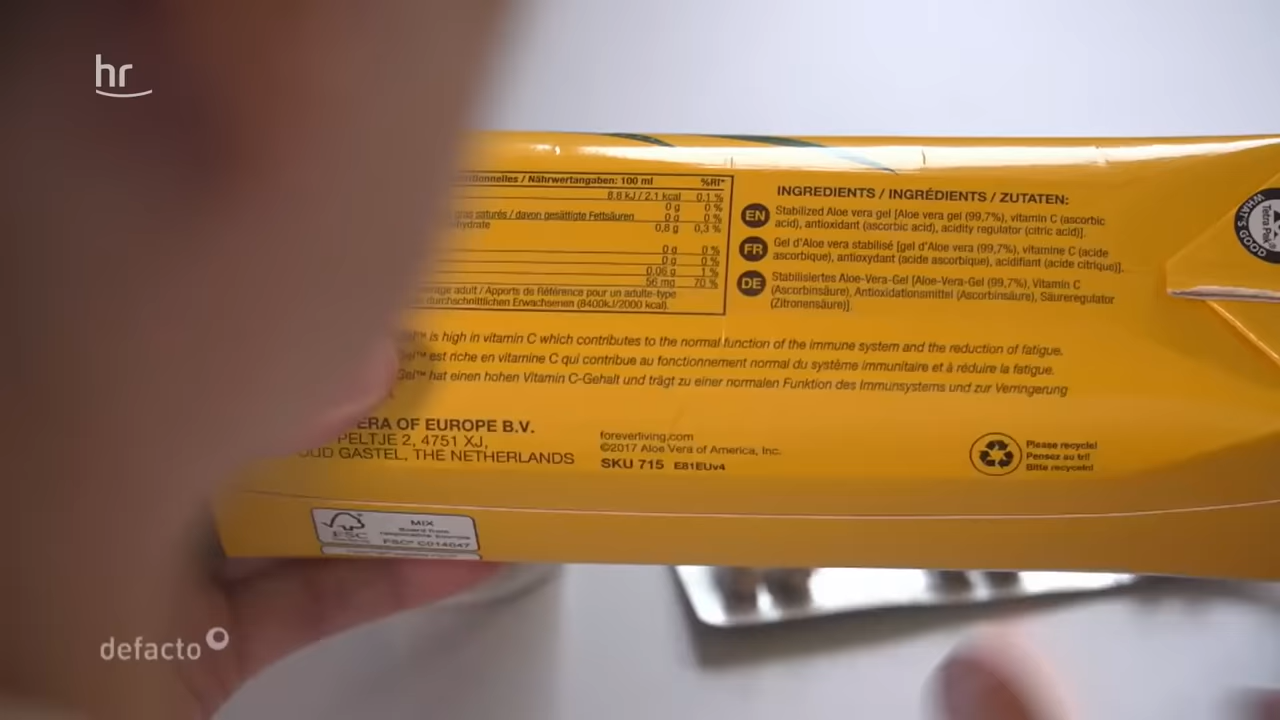 hr
ritionnelles / Nährwertangaben: 100 ml %RI*
8,8 kJ / 2,1 kcal 0,1 %
0 g 0 %
gras saturés / davon gesättigte Fettsäuren 0 g 0 %
hydrate 0,8 g 0,3 %
0 g 0 %
0 g 0 %
0,06 g 1 %
56 mg 70 %
adult / Apports de Référence pour un adulte-type
durchschnittlichen Erwachsenen (8400kJ/2000 kcal).
INGREDIENTS / INGRÉDIENTS / ZUTATEN:
EN Stabilized Aloe vera gel [Aloe vera gel (99,7%), vitamin C (ascorbic
acid), antioxidant (ascorbic acid), acidity regulator (citric acid)].
FR Gel d'Aloe vera stabilisé [gel d'Aloe vera (99,7%), vitamine C (acide
ascorbique), antioxydant (acide ascorbique), acidifiant (acide citrique)].
DE Stabilisiertes Aloe-Vera-Gel [Aloe-Vera-Gel (99,7%), Vitamin C
(Ascorbinsäure), Antioxidationsmittel (Ascorbinsäure), Säureregulator
(Zitronensäure)].
WHAT'S GOOD
Tetra Pak
Gel™ is high in vitamin C which contributes to the normal function of the immune system and the reduction of fatigue.
Gel™ est riche en vitamine C qui contribue au fonctionnement normal du système immunitaire et à réduire la fatigue.
Gel™ hat einen hohen Vitamin C-Gehalt und trägt zu einer normalen Funktion des Immunsystems und zur Verringerung
ERA OF EUROPE B.V.
PELTJE 2, 4751 XJ,
OUD GASTEL, THE NETHERLANDS
foreverliving.com
©2017 Aloe Vera of America, Inc.
SKU 715 E81EUv4
Please recycle!
Pensez au tri!
Bitte recyceln!
FSC
MIX
FSC® C014047
defacto